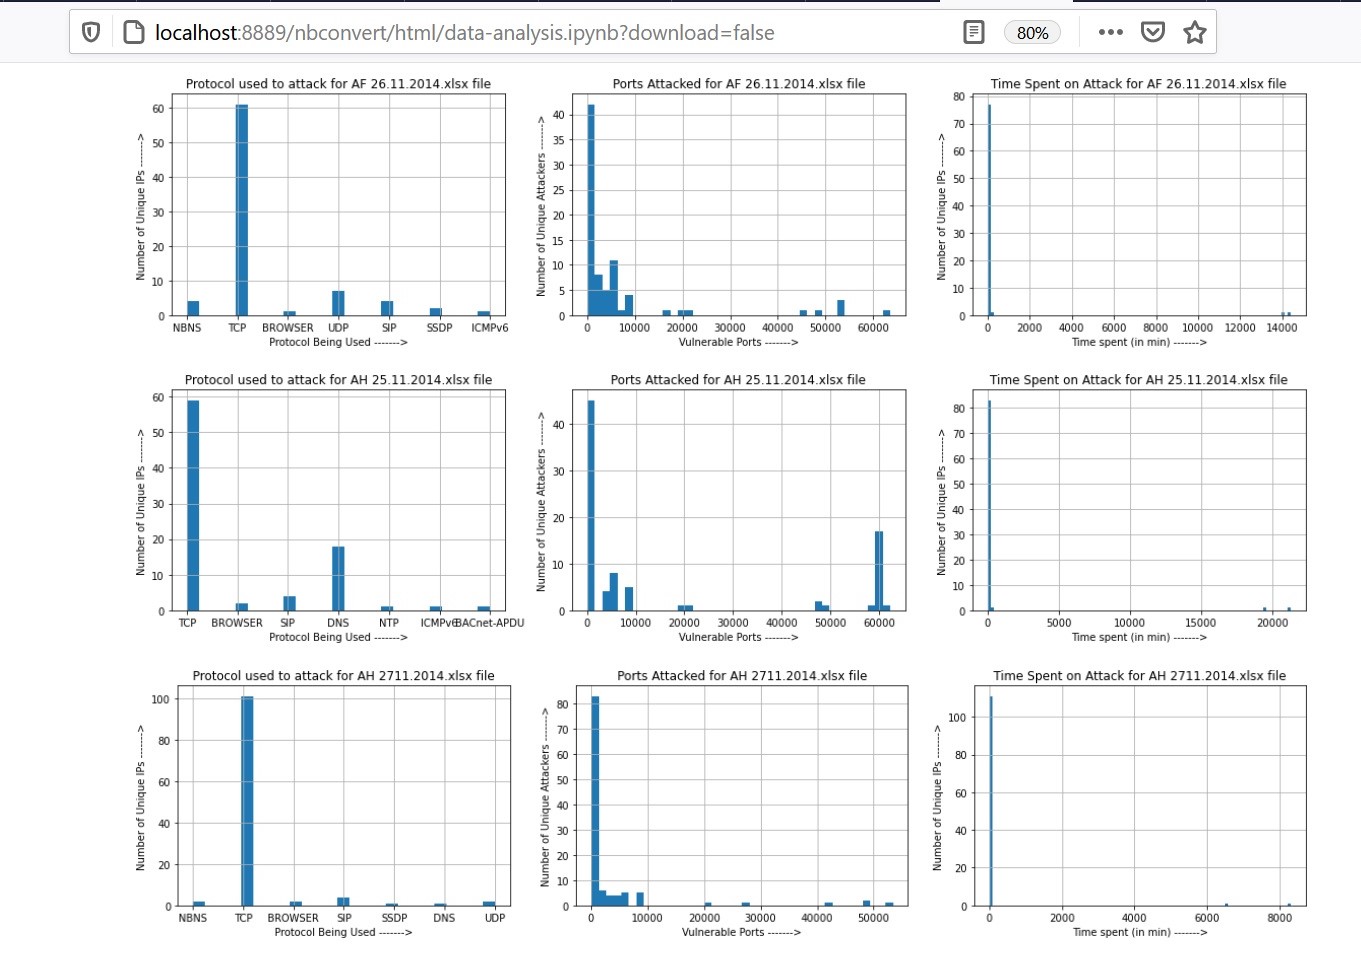 localhost:8889/nbconvert/html/data-analysis.ipynb?download=false
80%
Protocol used to attack for AF 26.11.2014.xlsx file
Number of Unique IPs ------>
60
50
40
30
20
10
0
NBNS TCP BROWSER UDP SIP SSDP ICMPv6
Protocol Being Used ------->
Ports Attacked for AF 26.11.2014.xlsx file
Number of Unique Attackers ------>
40
35
30
25
20
15
10
5
0
0 10000 20000 30000 40000 50000 60000
Vulnerable Ports ------->
Time Spent on Attack for AF 26.11.2014.xlsx file
Number of Unique IPs ------>
80
70
60
50
40
30
20
10
0
0 2000 4000 6000 8000 10000 12000 14000
Time spent (in min) ------->
Protocol used to attack for AH 25.11.2014.xlsx file
Number of Unique IPs ------>
60
50
40
30
20
10
0
TCP BROWSER SIP DNS NTP ICMPv6 BACnet-APDU
Protocol Being Used ------->
Ports Attacked for AH 25.11.2014.xlsx file
Number of Unique Attackers ------>
40
30
20
10
0
0 10000 20000 30000 40000 50000 60000
Vulnerable Ports ------->
Time Spent on Attack for AH 25.11.2014.xlsx file
Number of Unique IPs ------>
80
70
60
50
40
30
20
10
0
0 5000 10000 15000 20000
Time spent (in min) ------->
Protocol used to attack for AH 2711.2014.xlsx file
Number of Unique IPs ------>
100
80
60
40
20
0
NBNS TCP BROWSER SIP SSDP DNS UDP
Protocol Being Used ------->
Ports Attacked for AH 2711.2014.xlsx file
Number of Unique Attackers ------>
80
70
60
50
40
30
20
10
0
0 10000 20000 30000 40000 50000
Vulnerable Ports ------->
Time Spent on Attack for AH 2711.2014.xlsx file
Number of Unique IPs ------>
100
80
60
40
20
0
0 2000 4000 6000 8000
Time spent (in min) ------->